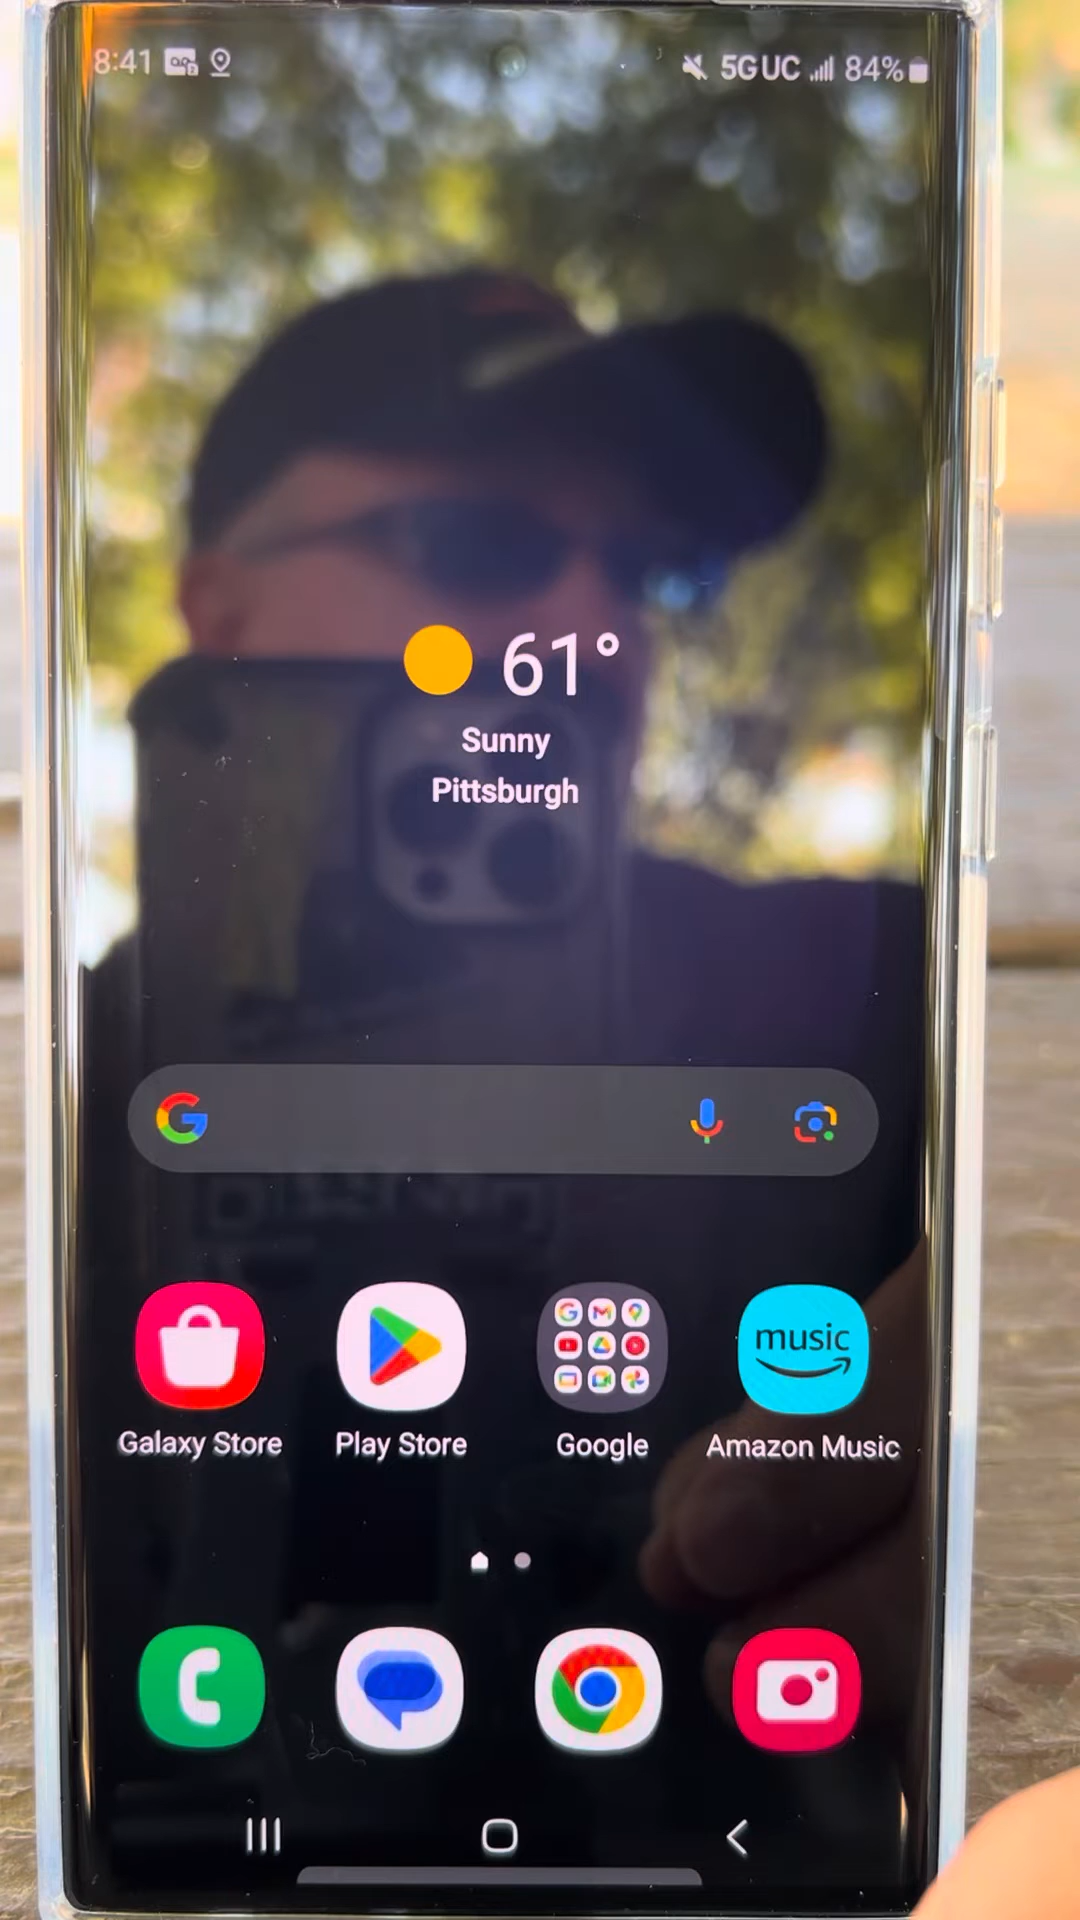 8:41
5G UC 84%
61°
Sunny
Pittsburgh
music
Galaxy Store
Play Store
Google
Amazon Music